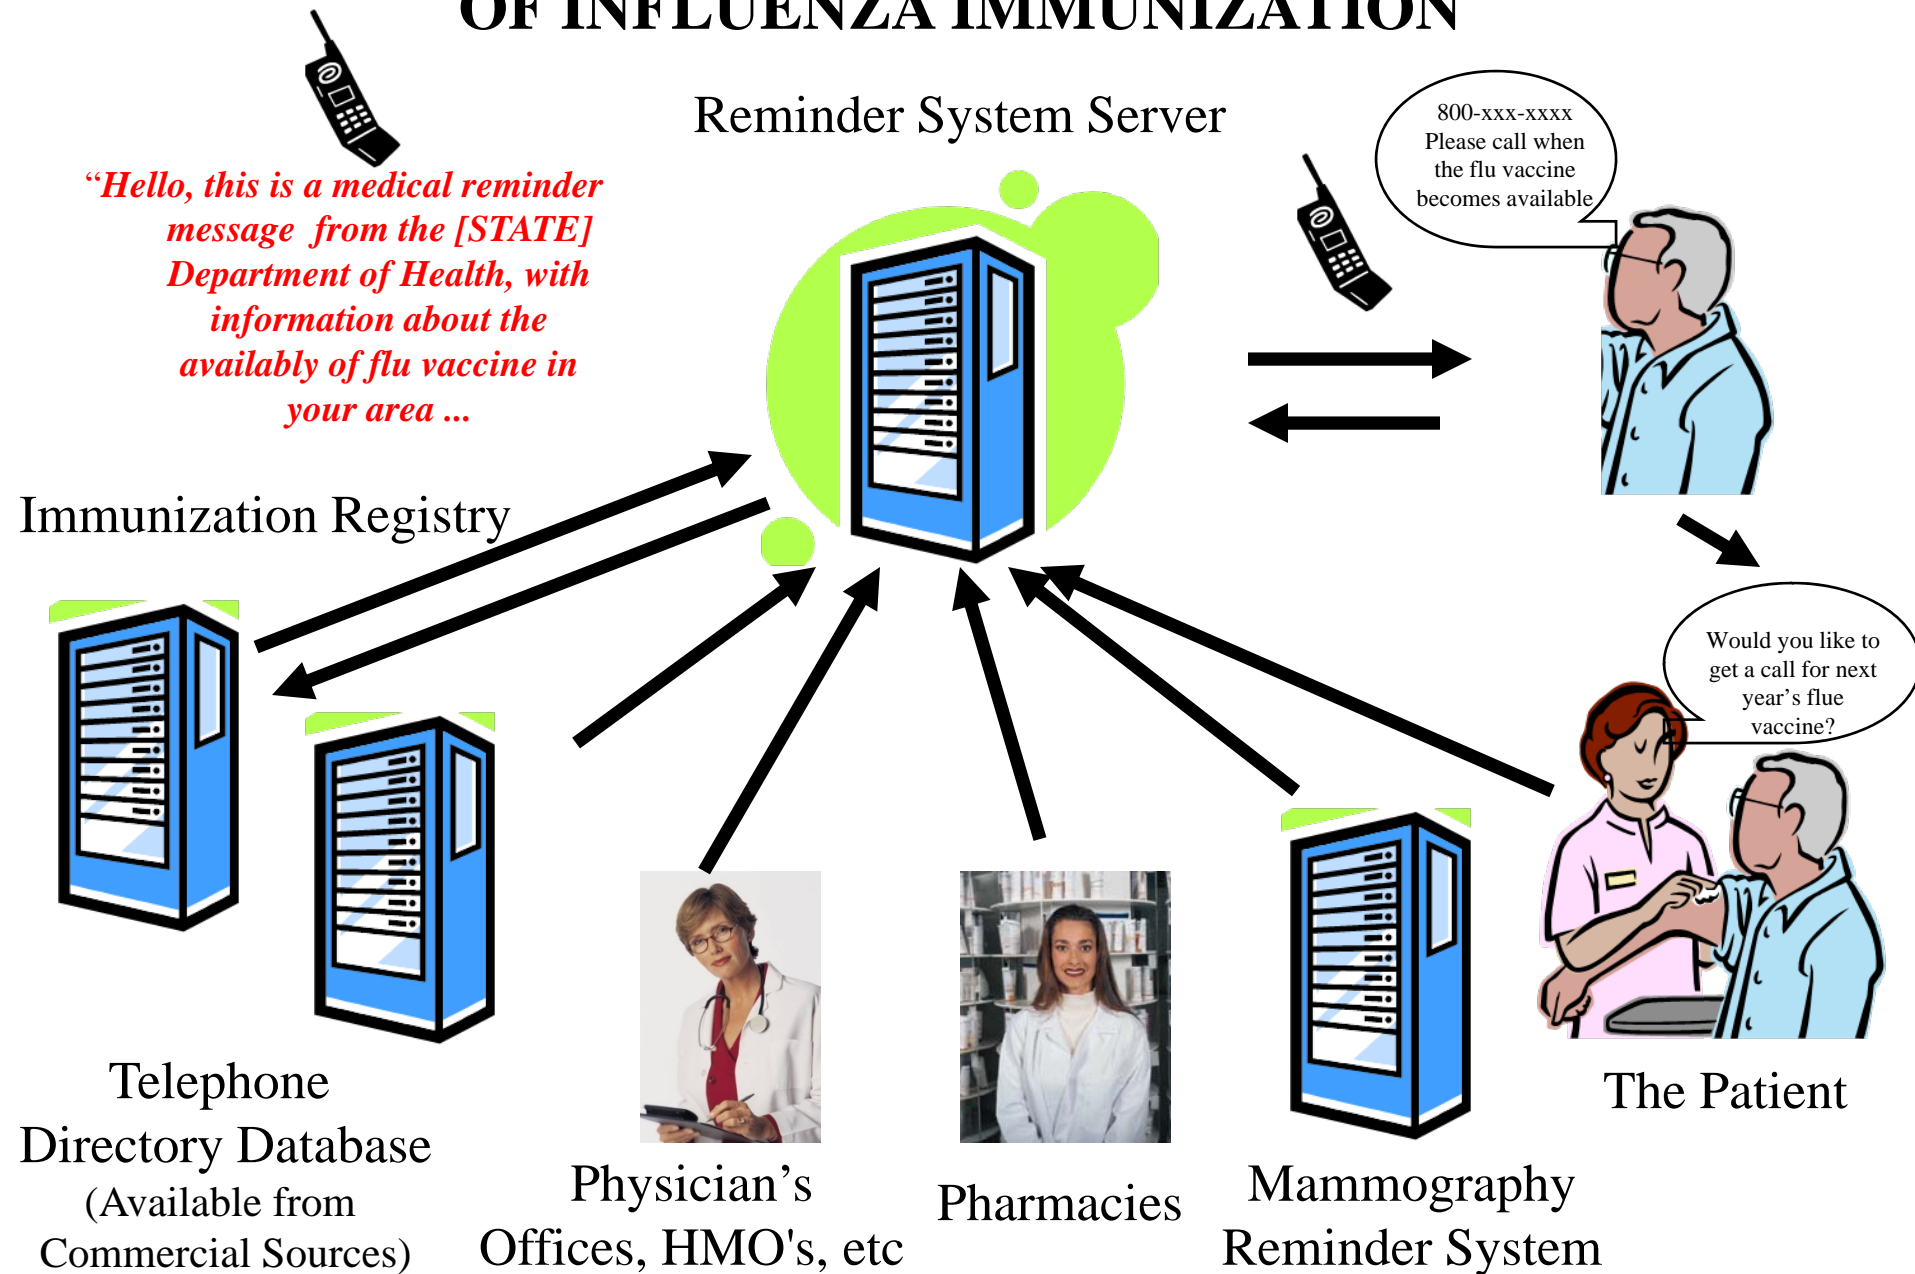 OF INFLUENZA IMMUNIZATION
Reminder System Server
800-xxx-xxxx
Please call when
the flu vaccine
becomes available
“Hello, this is a medical reminder
message from the [STATE]
Department of Health, with
information about the
availably of flu vaccine in
your area ...
Immunization Registry
Would you like to
get a call for next
year’s flue
vaccine?
The Patient
Telephone
Directory Database
(Available from
Commercial Sources)
Physician’s
Offices, HMO's, etc
Pharmacies
Mammography
Reminder System